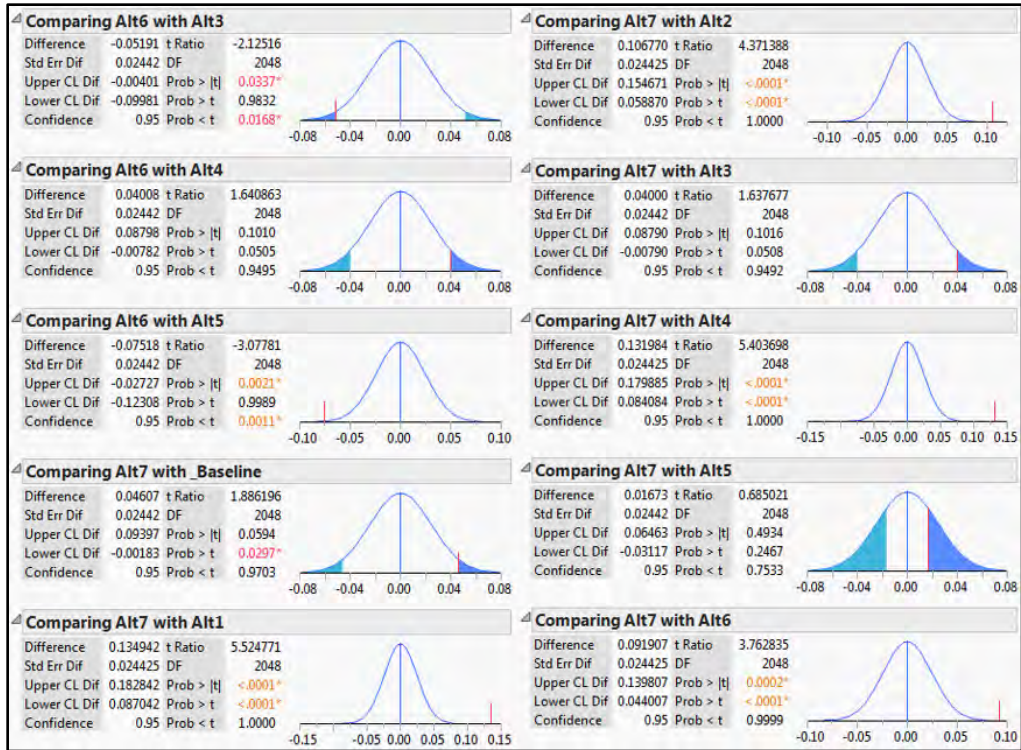 Comparing Alt6 with Alt3
Difference -0.05191 t Ratio -2.12516
Std Err Dif 0.02442 DF 2048
Upper CL Dif -0.00401 Prob > |t| 0.0337*
Lower CL Dif -0.09981 Prob > t 0.9832
Confidence 0.95 Prob < t 0.0168*
-0.08 -0.04 0.00 0.04 0.08
Comparing Alt6 with Alt4
Difference 0.04008 t Ratio 1.640863
Std Err Dif 0.02442 DF 2048
Upper CL Dif 0.08798 Prob > |t| 0.1010
Lower CL Dif -0.00782 Prob > t 0.0505
Confidence 0.95 Prob < t 0.9495
-0.08 -0.04 0.00 0.04 0.08
Comparing Alt6 with Alt5
Difference -0.07518 t Ratio -3.07781
Std Err Dif 0.02442 DF 2048
Upper CL Dif -0.02727 Prob > |t| 0.0021*
Lower CL Dif -0.12308 Prob > t 0.9989
Confidence 0.95 Prob < t 0.0011*
-0.10 -0.05 0.00 0.05 0.10
Comparing Alt7 with _Baseline
Difference 0.04607 t Ratio 1.886196
Std Err Dif 0.02442 DF 2048
Upper CL Dif 0.09397 Prob > |t| 0.0594
Lower CL Dif -0.00183 Prob > t 0.0297*
Confidence 0.95 Prob < t 0.9703
-0.08 -0.04 0.00 0.04 0.08
Comparing Alt7 with Alt1
Difference 0.134942 t Ratio 5.524771
Std Err Dif 0.024425 DF 2048
Upper CL Dif 0.182842 Prob > |t| <.0001*
Lower CL Dif 0.087042 Prob > t <.0001*
Confidence 0.95 Prob < t 1.0000
-0.15 -0.05 0.00 0.05 0.15
Comparing Alt7 with Alt2
Difference 0.106770 t Ratio 4.371388
Std Err Dif 0.024425 DF 2048
Upper CL Dif 0.154671 Prob > |t| <.0001*
Lower CL Dif 0.058870 Prob > t <.0001*
Confidence 0.95 Prob < t 1.0000
-0.10 -0.05 0.00 0.05 0.10
Comparing Alt7 with Alt3
Difference 0.04000 t Ratio 1.637677
Std Err Dif 0.02442 DF 2048
Upper CL Dif 0.08790 Prob > |t| 0.1016
Lower CL Dif -0.00790 Prob > t 0.0508
Confidence 0.95 Prob < t 0.9492
-0.08 -0.04 0.00 0.04 0.08
Comparing Alt7 with Alt4
Difference 0.131984 t Ratio 5.403698
Std Err Dif 0.024425 DF 2048
Upper CL Dif 0.179885 Prob > |t| <.0001*
Lower CL Dif 0.084084 Prob > t <.0001*
Confidence 0.95 Prob < t 1.0000
-0.15 -0.05 0.00 0.05 0.15
Comparing Alt7 with Alt5
Difference 0.01673 t Ratio 0.685021
Std Err Dif 0.02442 DF 2048
Upper CL Dif 0.06463 Prob > |t| 0.4934
Lower CL Dif -0.03117 Prob > t 0.2467
Confidence 0.95 Prob < t 0.7533
-0.08 -0.04 0.00 0.04 0.08
Comparing Alt7 with Alt6
Difference 0.091907 t Ratio 3.762835
Std Err Dif 0.024425 DF 2048
Upper CL Dif 0.139807 Prob > |t| 0.0002*
Lower CL Dif 0.044007 Prob > t <.0001*
Confidence 0.95 Prob < t 0.9999
-0.10 -0.05 0.00 0.05 0.10